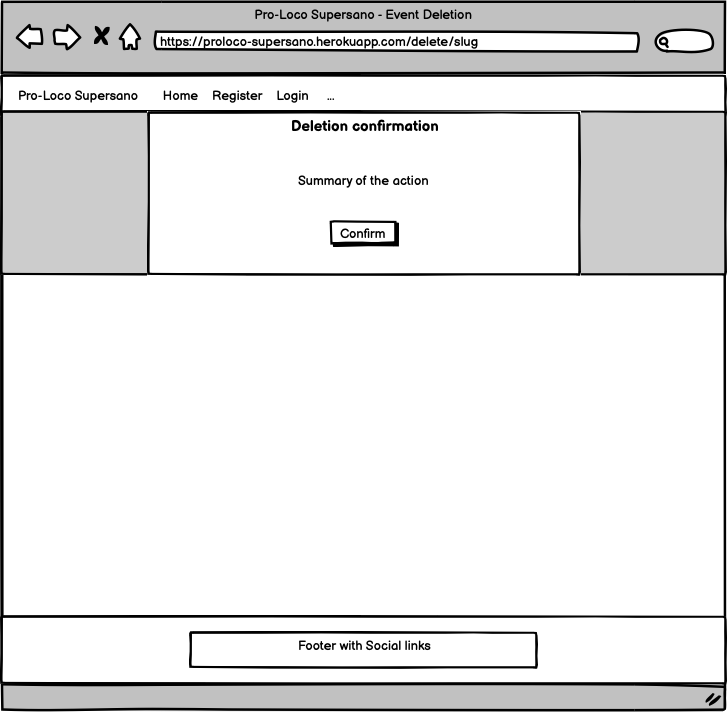 Pro-Loco Supersano - Event Deletion
https://proloco-supersano.herokuapp.com/delete/slug
Pro-Loco Supersano Home Register Login ...
Deletion confirmation
Summary of the action
Confirm
Footer with Social links